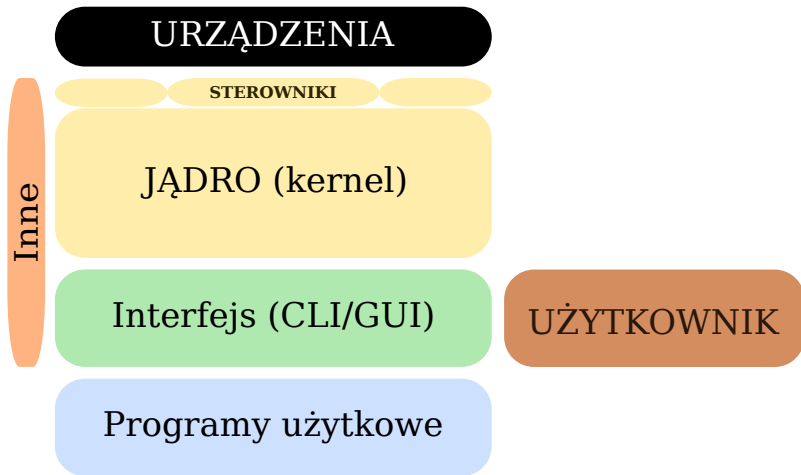 URZĄDZENIA
STEROWNIKI
JĄDRO (kernel)
Inne
Interfejs (CLI/GUI)
UŻYTKOWNIK
Programy użytkowe